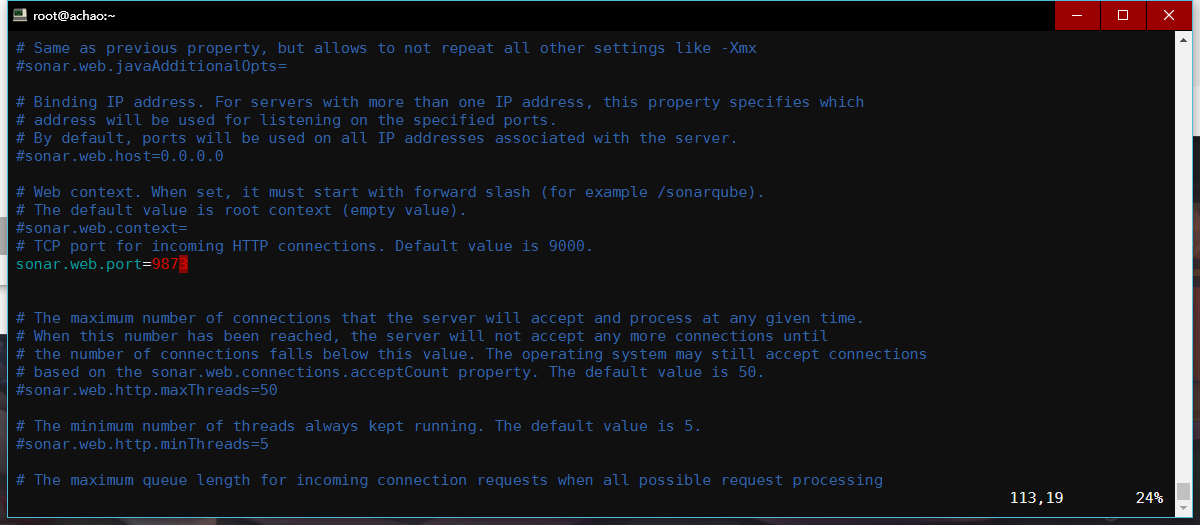 root@achao:~
# Same as previous property, but allows to not repeat all other settings like -Xmx
#sonar.web.javaAdditionalOpts=
# Binding IP address. For servers with more than one IP address, this property specifies which
# address will be used for listening on the specified ports.
# By default, ports will be used on all IP addresses associated with the server.
#sonar.web.host=0.0.0.0
# Web context. When set, it must start with forward slash (for example /sonarqube).
# The default value is root context (empty value).
#sonar.web.context=
# TCP port for incoming HTTP connections. Default value is 9000.
sonar.web.port=9873
# The maximum number of connections that the server will accept and process at any given time.
# When this number has been reached, the server will not accept any more connections until
# the number of connections falls below this value. The operating system may still accept connections
# based on the sonar.web.connections.acceptCount property. The default value is 50.
#sonar.web.http.maxThreads=50
# The minimum number of threads always kept running. The default value is 5.
#sonar.web.http.minThreads=5
# The maximum queue length for incoming connection requests when all possible request processing
113,19 24%